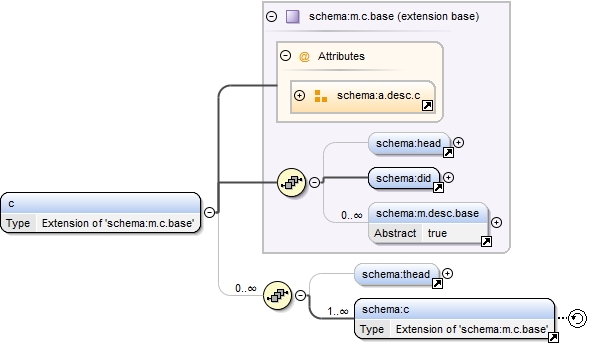 schema:m.c.base (extension base)
@ Attributes
schema:a.desc.c
schema:head
schema:did
c
Type Extension of 'schema:m.c.base'
0..∞
schema:m.desc.base
Abstract true
schema:thead
0..∞
1..∞
schema:c
Type Extension of 'schema:m.c.base'